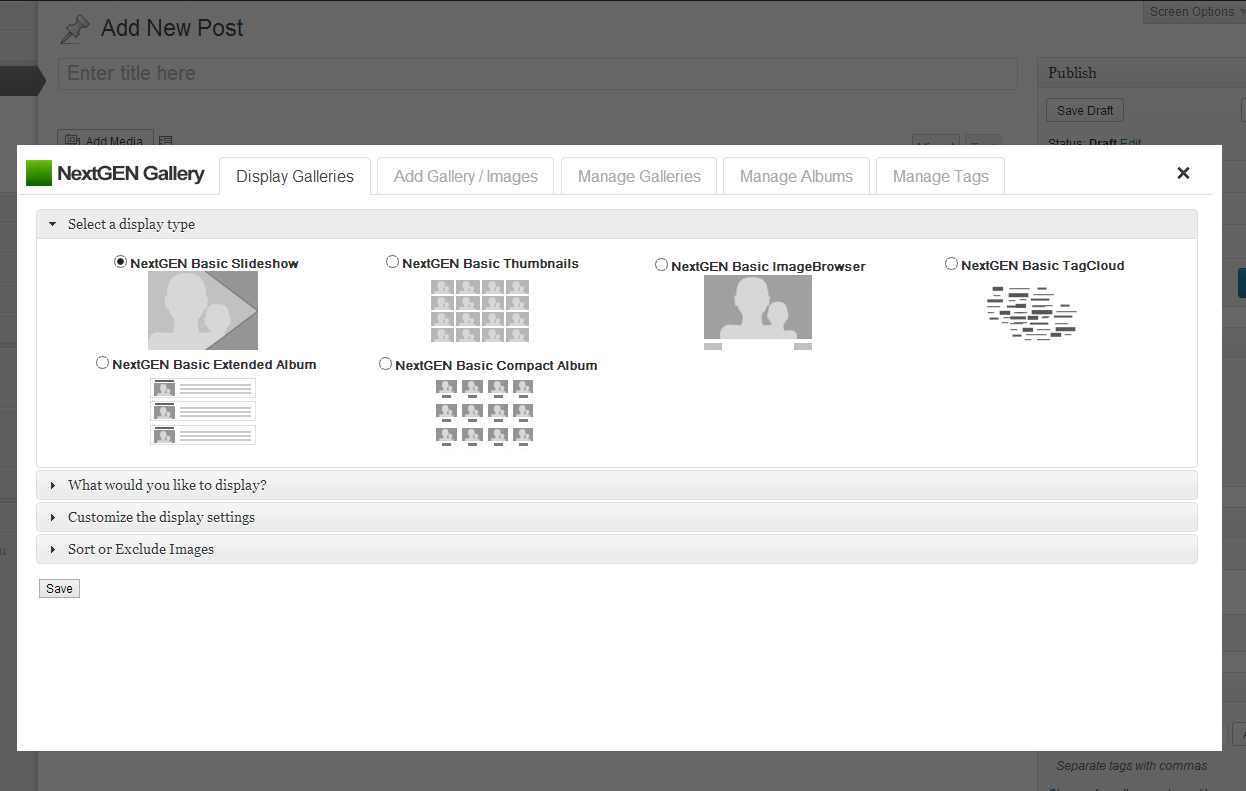 Screen Options
Add New Post
Enter title here
Publish
Save Draft
Add Media
Status: Draft Edit
NextGEN Gallery
Display Galleries
Add Gallery / Images
Manage Galleries
Manage Albums
Manage Tags
Select a display type
NextGEN Basic Slideshow
NextGEN Basic Thumbnails
NextGEN Basic ImageBrowser
NextGEN Basic TagCloud
NextGEN Basic Extended Album
NextGEN Basic Compact Album
What would you like to display?
Customize the display settings
Sort or Exclude Images
Save
Separate tags with commas